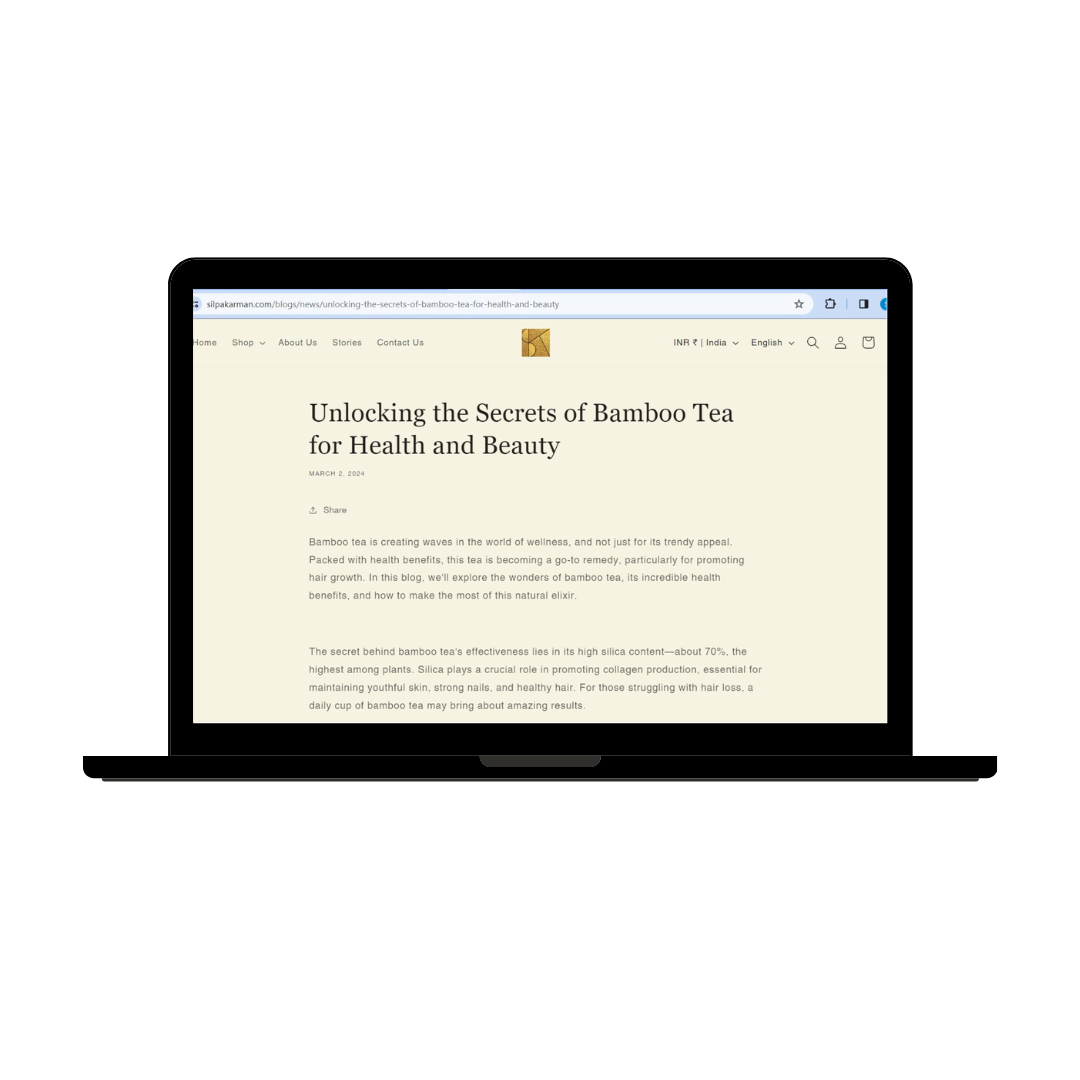 silpakarman.com/blogs/news/unlocking-the-secrets-of-bamboo-tea-for-health-and-beauty
Home Shop About Us Stories Contact Us INR ₹ | India English
Unlocking the Secrets of Bamboo Tea
for Health and Beauty
MARCH 2, 2024
Share
Bamboo tea is creating waves in the world of wellness, and not just for its trendy appeal.
Packed with health benefits, this tea is becoming a go-to remedy, particularly for promoting
hair growth. In this blog, we'll explore the wonders of bamboo tea, its incredible health
benefits, and how to make the most of this natural elixir.
The secret behind bamboo tea's effectiveness lies in its high silica content—about 70%, the
highest among plants. Silica plays a crucial role in promoting collagen production, essential for
maintaining youthful skin, strong nails, and healthy hair. For those struggling with hair loss, a
daily cup of bamboo tea may bring about amazing results.